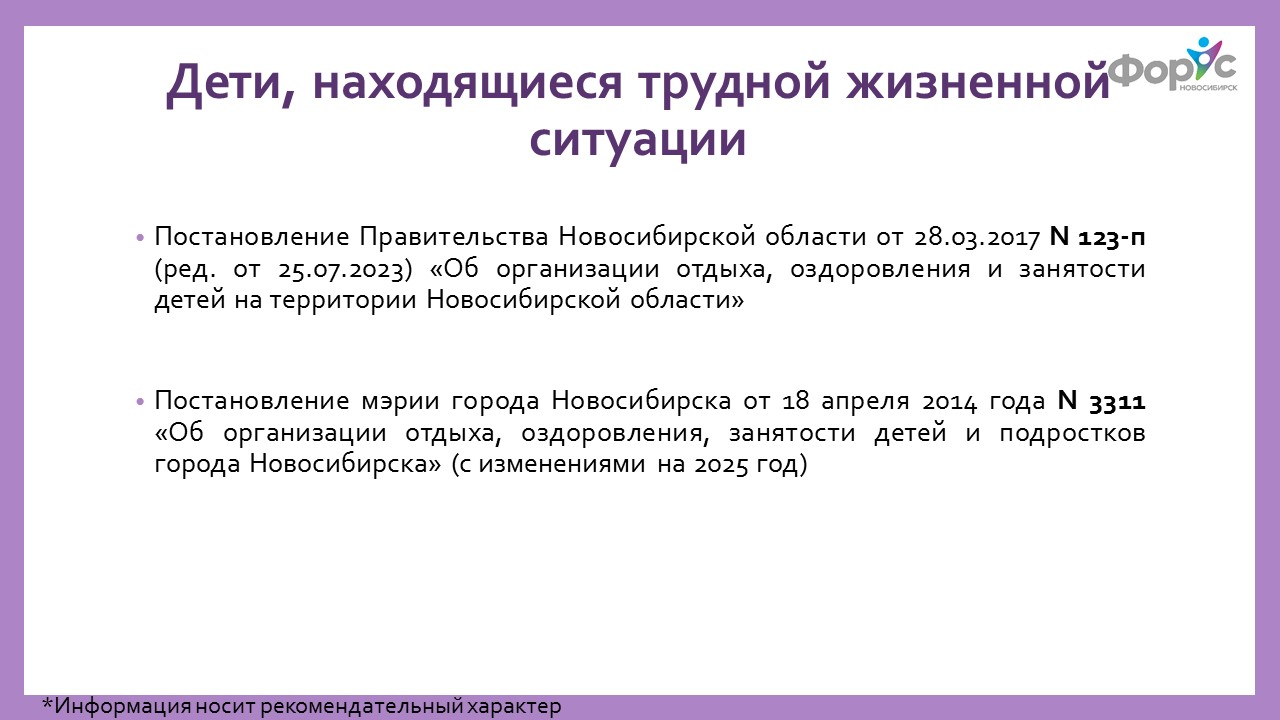 Дети, находящиеся трудной жизненной
ситуации
Форус
НОВОСИБИРСК
• Постановление Правительства Новосибирской области от 28.03.2017 N 123-п
(ред. от 25.07.2023) «Об организации отдыха, оздоровления и занятости
детей на территории Новосибирской области»
• Постановление мэрии города Новосибирска от 18 апреля 2014 года N 3311
«Об организации отдыха, оздоровления, занятости детей и подростков
города Новосибирска» (с изменениями на 2025 год)
*Информация носит рекомендательный характер